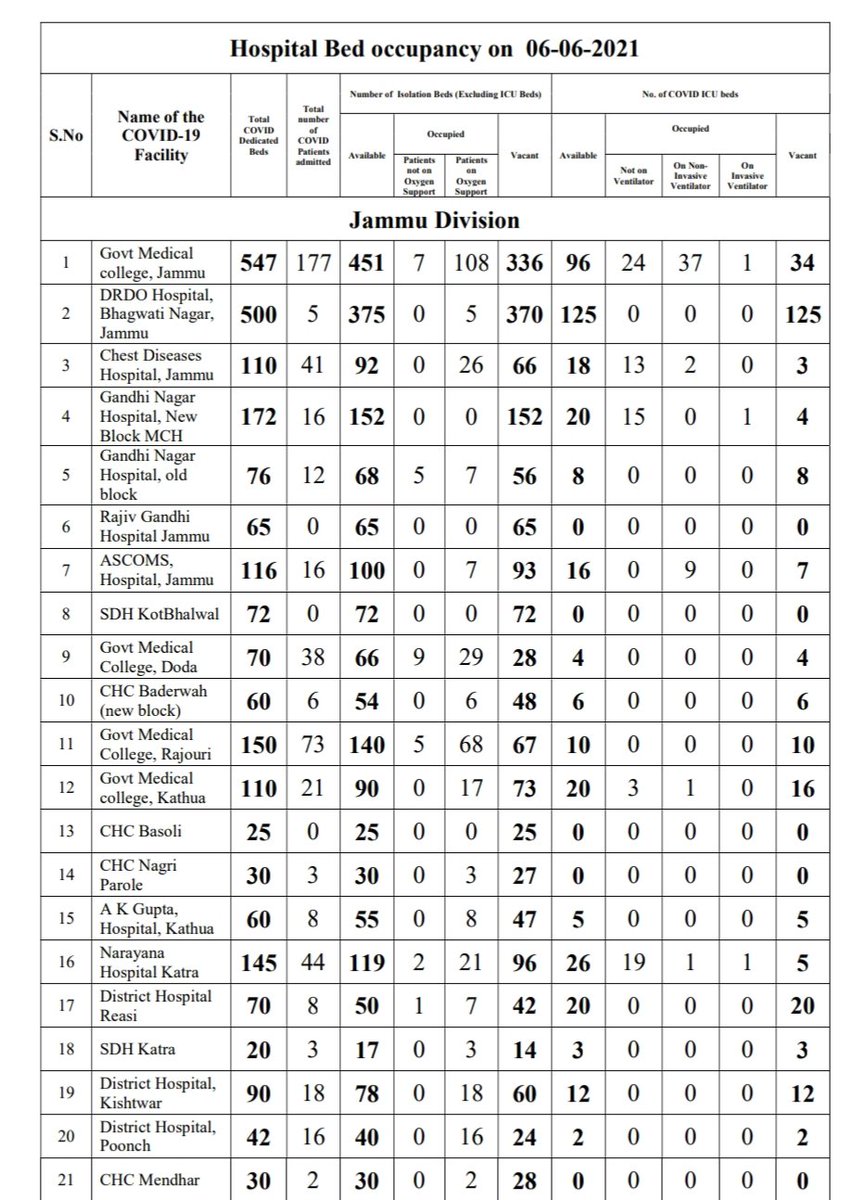 Hospital Bed occupancy on 06-06-2021
S.No
Name of the COVID-19 Facility
Total COVID Dedicated Beds
Total number of COVID Patients admitted
Number of Isolation Beds (Excluding ICU Beds)
No. of COVID ICU beds
Available
Occupied
Vacant
Available
Occupied
Vacant
Patients not on Oxygen Support
Patients on Oxygen Support
Not on Ventilator
On Non-Invasive Ventilator
On Invasive Ventilator
Jammu Division
1 Govt Medical college, Jammu 547 177 451 7 108 336 96 24 37 1 34
2 DRDO Hospital, Bhagwati Nagar, Jammu 500 5 375 0 5 370 125 0 0 0 125
3 Chest Diseases Hospital, Jammu 110 41 92 0 26 66 18 13 2 0 3
4 Gandhi Nagar Hospital, New Block MCH 172 16 152 0 0 152 20 15 0 1 4
5 Gandhi Nagar Hospital, old block 76 12 68 5 7 56 8 0 0 0 8
6 Rajiv Gandhi Hospital Jammu 65 0 65 0 0 65 0 0 0 0 0
7 ASCOMS, Hospital, Jammu 116 16 100 0 7 93 16 0 9 0 7
8 SDH KotBhalwal 72 0 72 0 0 72 0 0 0 0 0
9 Govt Medical College, Doda 70 38 66 9 29 28 4 0 0 0 4
10 CHC Baderwah (new block) 60 6 54 0 6 48 6 0 0 0 6
11 Govt Medical College, Rajouri 150 73 140 5 68 67 10 0 0 0 10
12 Govt Medical college, Kathua 110 21 90 0 17 73 20 3 1 0 16
13 CHC Basoli 25 0 25 0 0 25 0 0 0 0 0
14 CHC Nagri Parole 30 3 30 0 3 27 0 0 0 0 0
15 A K Gupta, Hospital, Kathua 60 8 55 0 8 47 5 0 0 0 5
16 Narayana Hospital Katra 145 44 119 2 21 96 26 19 1 1 5
17 District Hospital Reasi 70 8 50 1 7 42 20 0 0 0 20
18 SDH Katra 20 3 17 0 3 14 3 0 0 0 3
19 District Hospital, Kishtwar 90 18 78 0 18 60 12 0 0 0 12
20 District Hospital, Poonch 42 16 40 0 16 24 2 0 0 0 2
21 CHC Mendhar 30 2 30 0 2 28 0 0 0 0 0